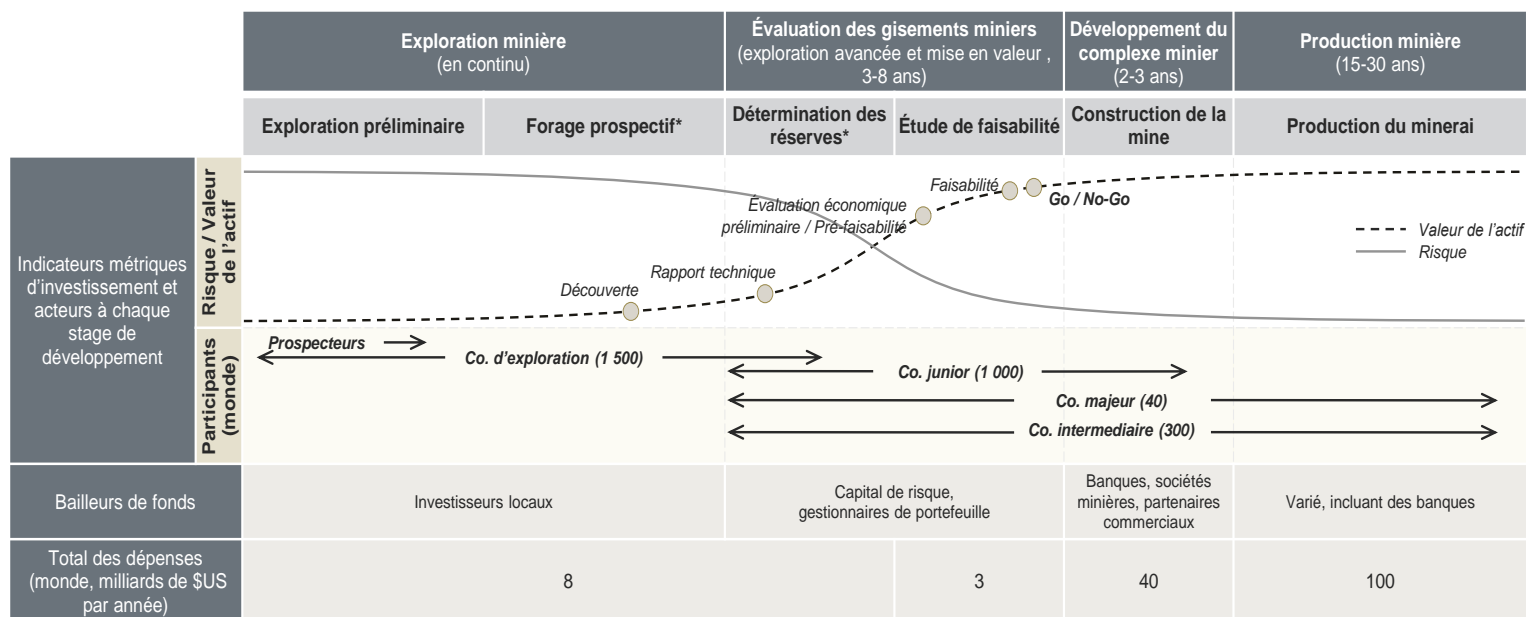 Exploration minière
(en continu)
Évaluation des gisements miniers
(exploration avancée et mise en valeur ,
3-8 ans)
Développement du
complexe minier
(2-3 ans)
Production minière
(15-30 ans)
Exploration préliminaire
Forage prospectif*
Détermination des
réserves*
Étude de faisabilité
Construction de la
mine
Production du minerai
Indicateurs métriques
d'investissement et
acteurs à chaque
stage de
développement
Risque / Valeur
de l'actif
Découverte
Rapport technique
Évaluation économique
préliminaire / Pré-faisabilité
Faisabilité
Go / No-Go
Valeur de l'actif
Risque
Participants
(monde)
Prospecteurs
Co. d'exploration (1 500)
Co. junior (1 000)
Co. majeur (40)
Co. intermediaire (300)
Bailleurs de fonds
Investisseurs locaux
Capital de risque,
gestionnaires de portefeuille
Banques, sociétés
minières, partenaires
commerciaux
Varié, incluant des banques
Total des dépenses
(monde, milliards de $US
par année)
8
3
40
100